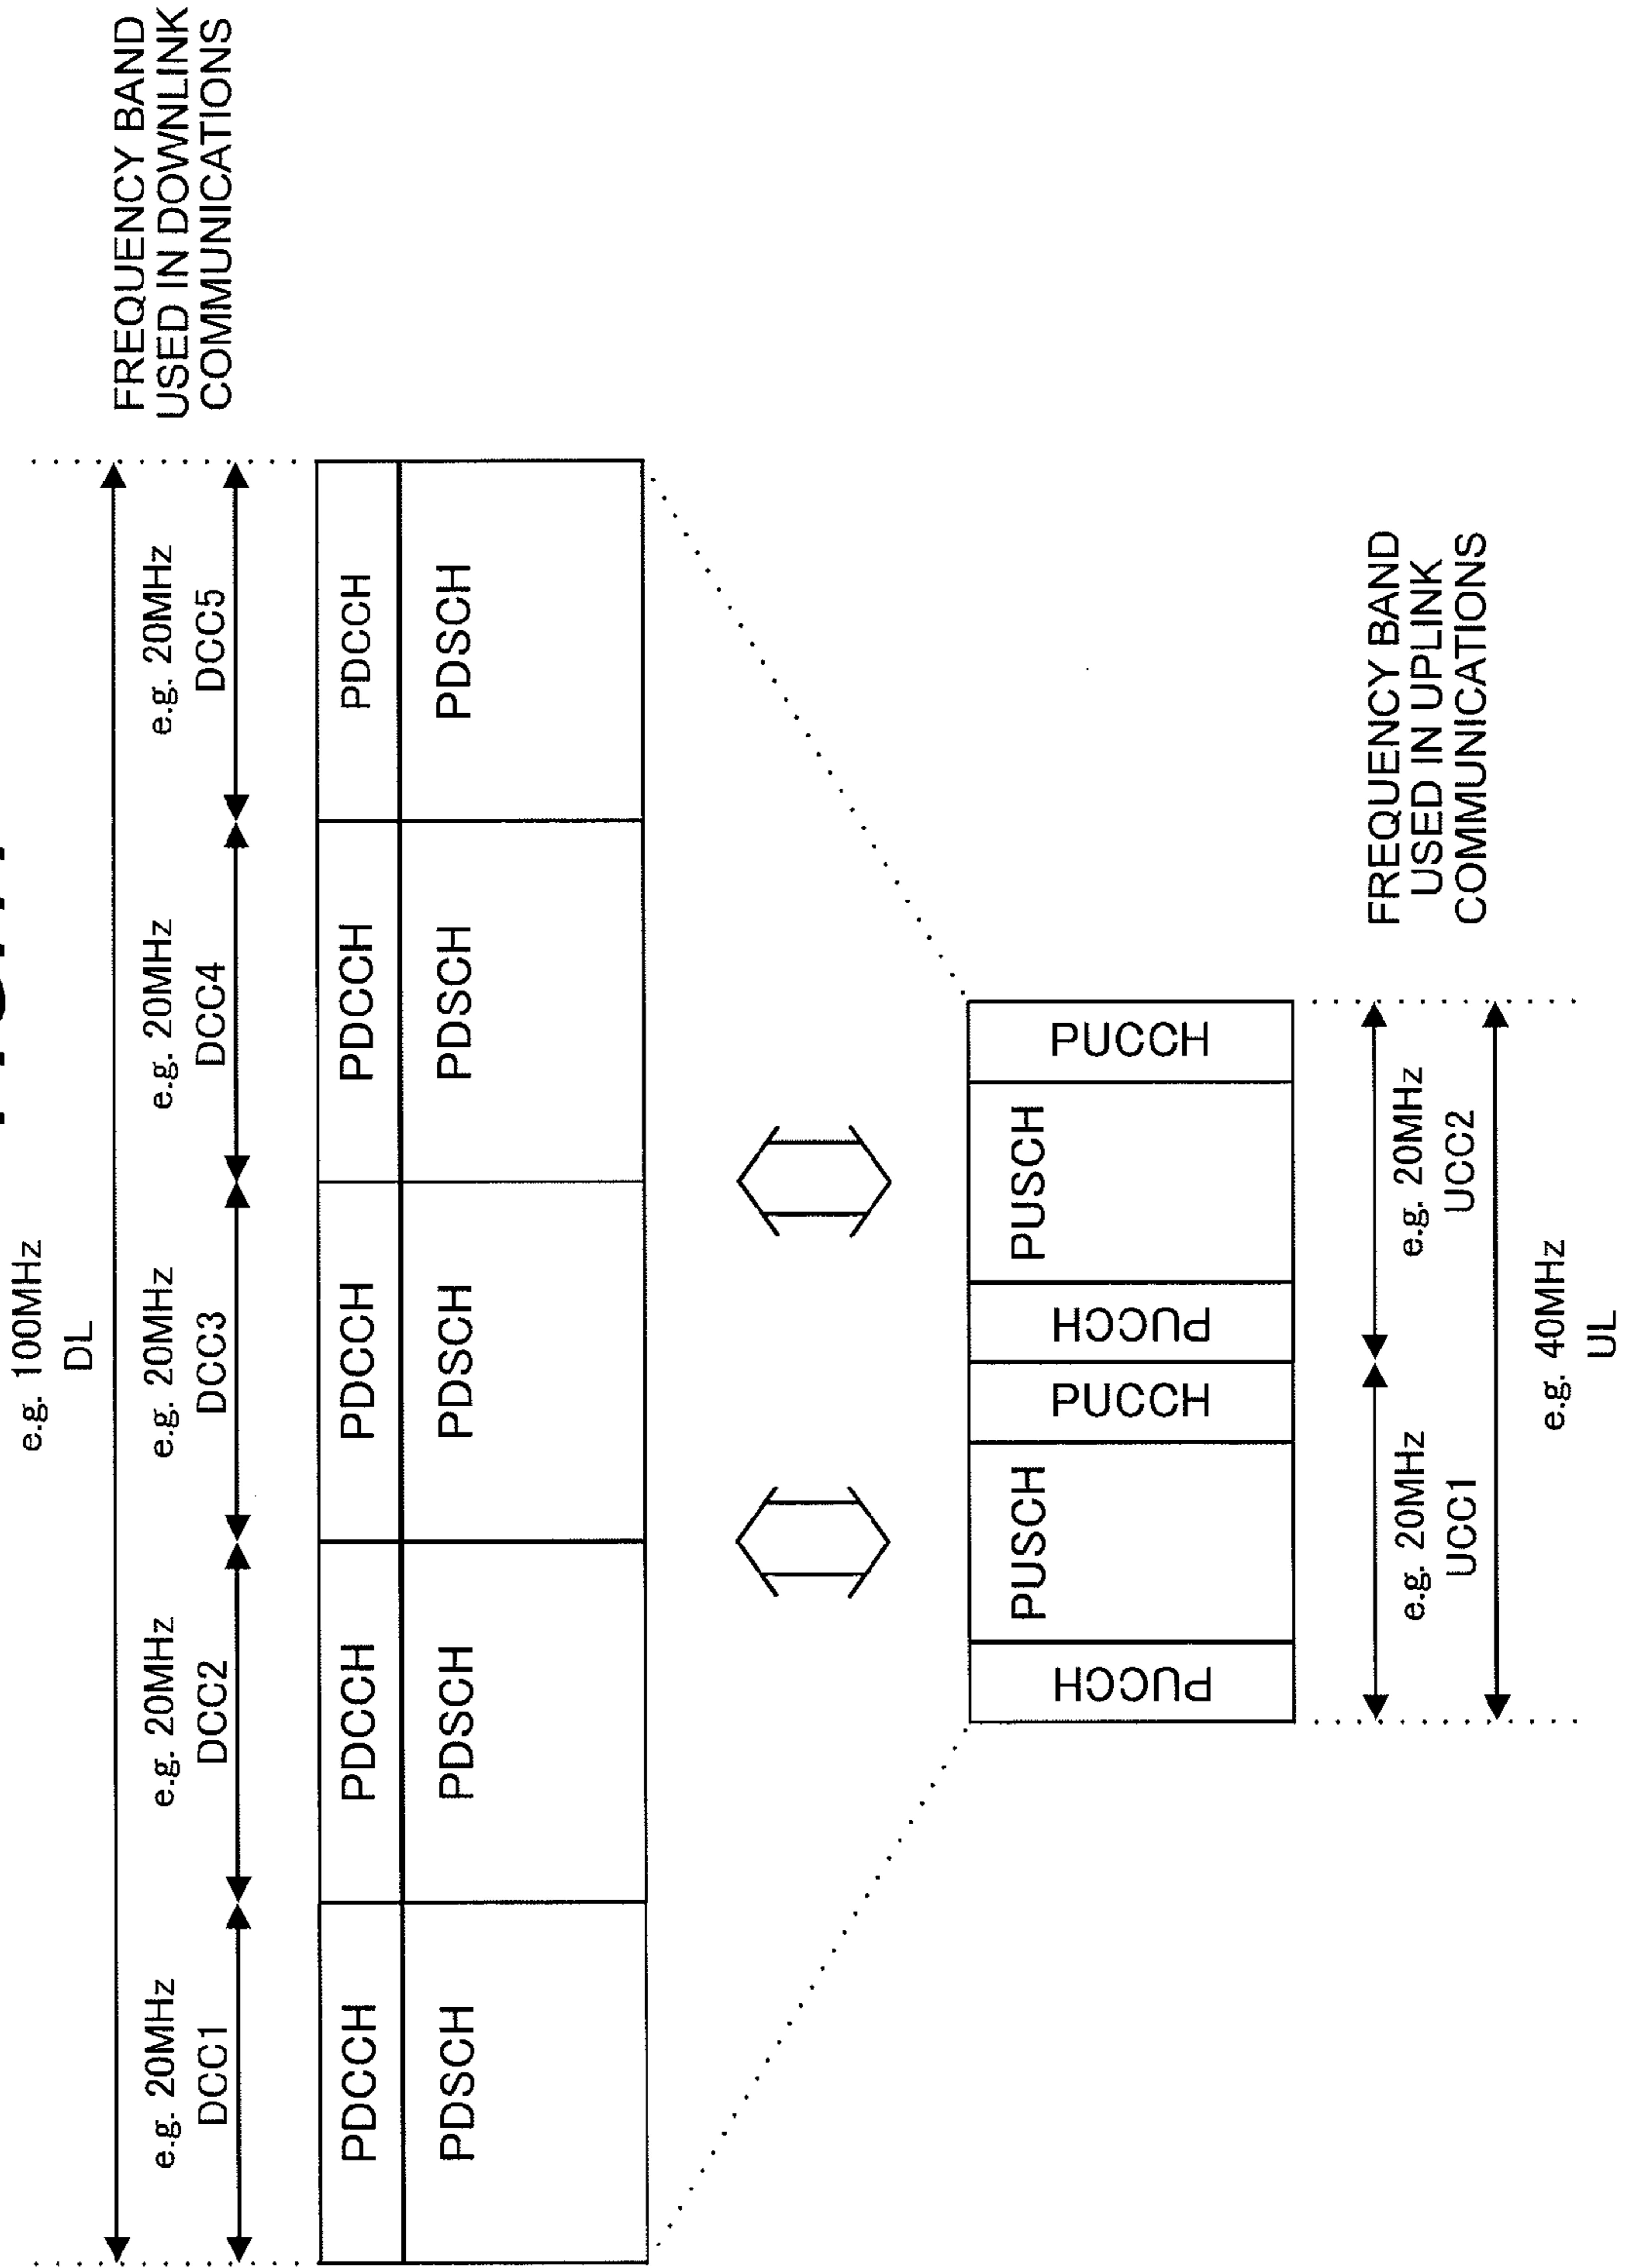 e.g. 100MHz
DL
FREQUENCY BAND
USED IN DOWNLINK
COMMUNICATIONS
e.g. 20MHz
DCC1
e.g. 20MHz
DCC2
e.g. 20MHz
DCC3
e.g. 20MHz
DCC4
e.g. 20MHz
DCC5
PDCCH
PDCCH
PDCCH
PDCCH
PDCCH
PDSCH
PDSCH
PDSCH
PDSCH
PDSCH
PUCCH
PUSCH
PUCCH
PUCCH
PUSCH
PUCCH
e.g. 20MHz
UCC1
e.g. 20MHz
UCC2
FREQUENCY BAND
USED IN UPLINK
COMMUNICATIONS
e.g. 40MHz
UL